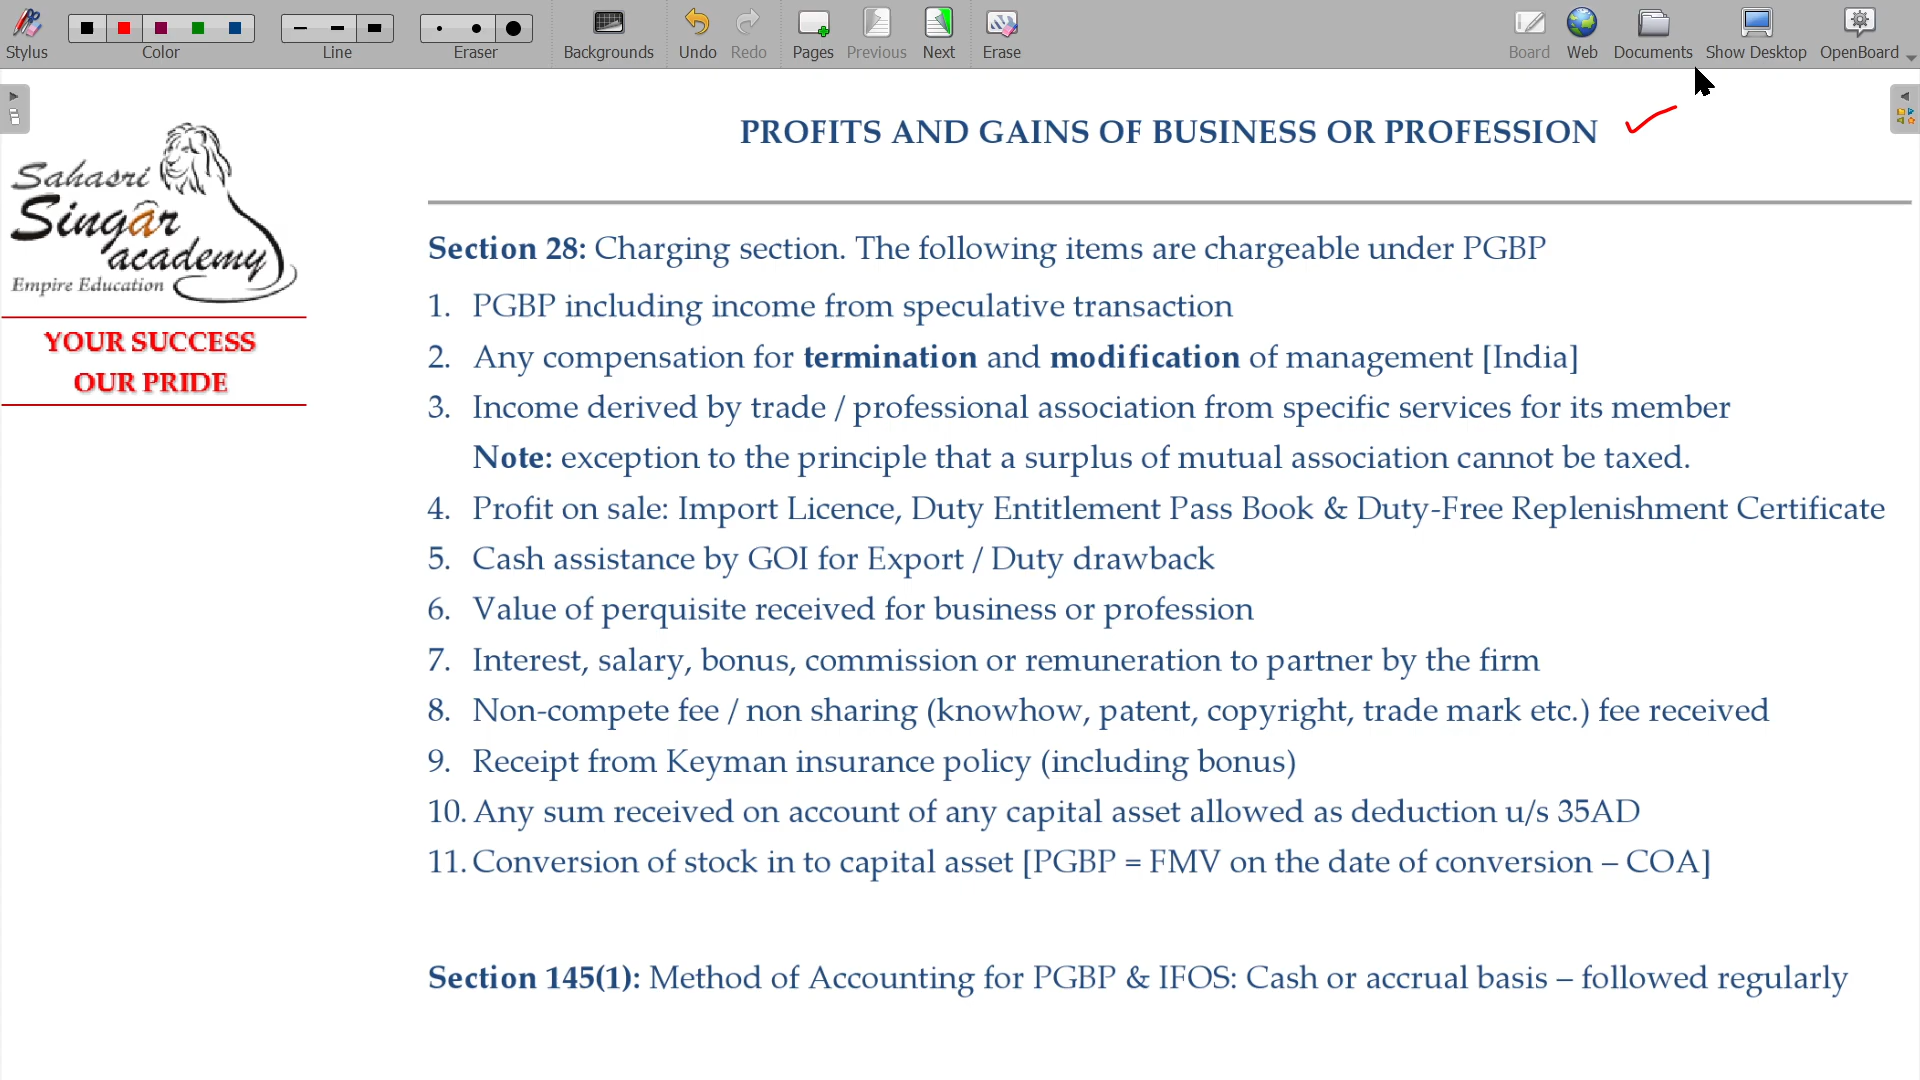 Stylus
Color
Line
Eraser
Backgrounds
Undo
Redo
Pages
Previous
Next
Erase
Board
Web
Documents
Show Desktop
OpenBoard
Sahasri
Singar
academy
Empire Education
YOUR SUCCESS
OUR PRIDE
PROFITS AND GAINS OF BUSINESS OR PROFESSION
Section 28: Charging section. The following items are chargeable under PGBP
1. PGBP including income from speculative transaction
2. Any compensation for termination and modification of management [India]
3. Income derived by trade / professional association from specific services for its member
Note: exception to the principle that a surplus of mutual association cannot be taxed.
4. Profit on sale: Import Licence, Duty Entitlement Pass Book & Duty-Free Replenishment Certificate
5. Cash assistance by GOI for Export / Duty drawback
6. Value of perquisite received for business or profession
7. Interest, salary, bonus, commission or remuneration to partner by the firm
8. Non-compete fee / non sharing (knowhow, patent, copyright, trade mark etc.) fee received
9. Receipt from Keyman insurance policy (including bonus)
10. Any sum received on account of any capital asset allowed as deduction u/s 35AD
11. Conversion of stock in to capital asset [PGBP = FMV on the date of conversion – COA]
Section 145(1): Method of Accounting for PGBP & IFOS: Cash or accrual basis – followed regularly